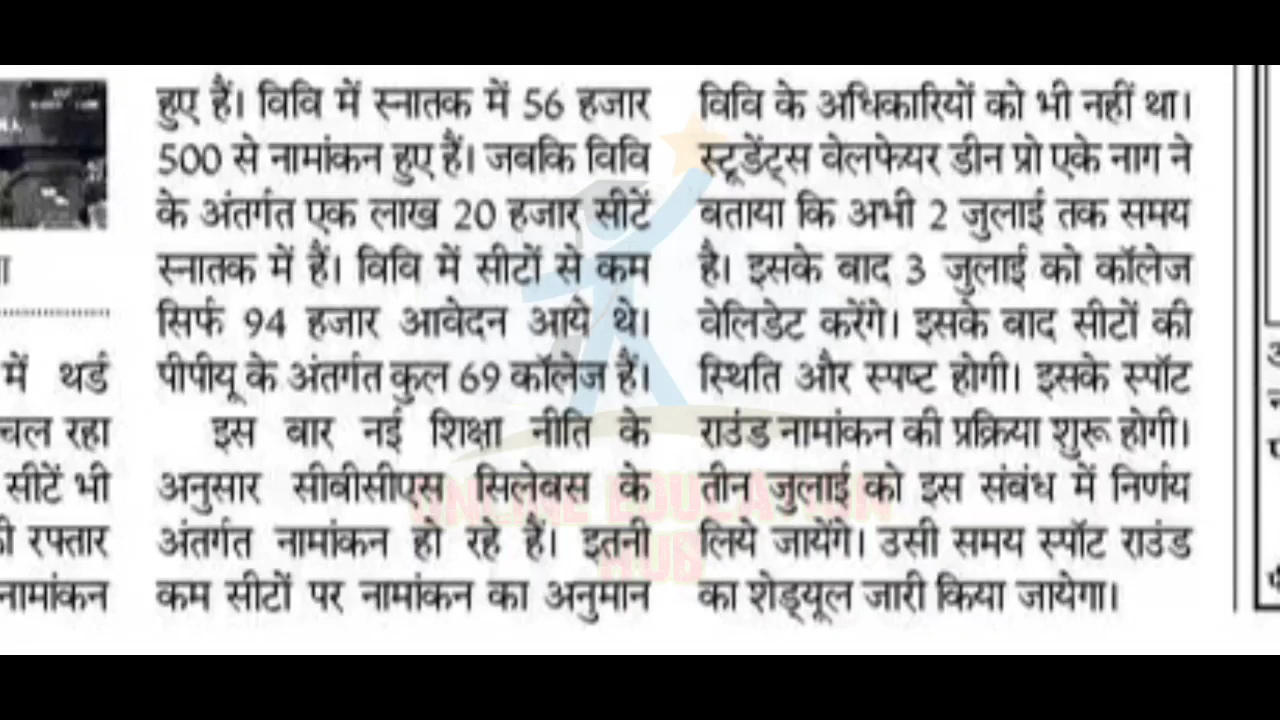 में थर्ड
चल रहा
सीटें भी
रफ्तार
नामांकन
हुए हैं। विवि में स्नातक में 56 हजार
500 से नामांकन हुए हैं। जबकि विवि
के अंतर्गत एक लाख 20 हजार सीटें
स्नातक में हैं। विवि में सीटों से कम
सिर्फ 94 हजार आवेदन आये थे।
पीपीयू के अंतर्गत कुल 69 कॉलेज हैं।
इस बार नई शिक्षा नीति के
अनुसार सीवीसीएस सिलेबस के
अंतर्गत नामांकन हो रहे हैं। इतनी
कम सीटों पर नामांकन का अनुमान
विवि के अधिकारियों को भी नहीं था।
स्टूडेंट्स वेलफेयर डीन प्रो एके नाग ने
बताया कि अभी 2 जुलाई तक समय
है। इसके बाद 3 जुलाई को कॉलेज
वेलिडेट करेंगे। इसके बाद सीटों की
स्थिति और स्पष्ट होगी। इसके स्पॉट
राउंड नामांकन की प्रक्रिया शुरू होगी।
तीन जुलाई को इस संबंध में निर्णय
लिये जायेंगे। उसी समय स्पॉट राउंड
का शेड्यूल जारी किया जायेगा।
ONLINE EDUCATION
HUB